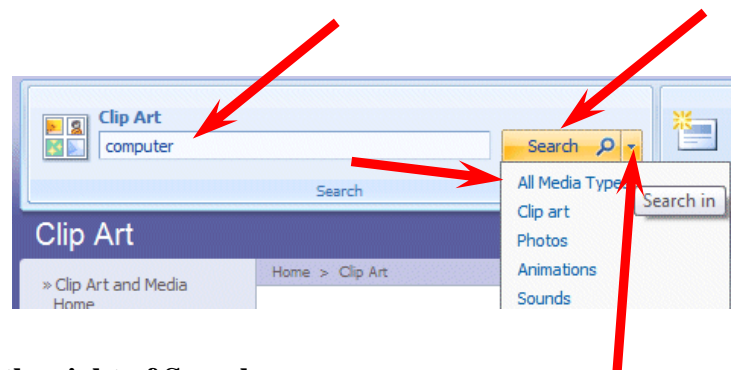 Clip Art
computer
Search
Search
All Media Types
Search in
Clip art
Clip Art
Photos
Home > Clip Art
Animations
» Clip Art and Media
Home
Sounds